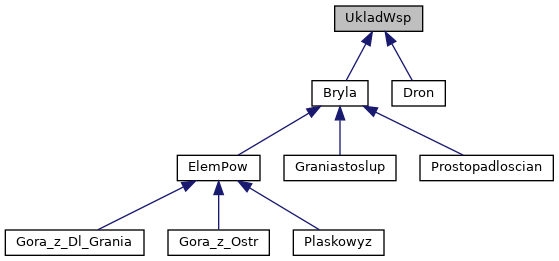 UkladWsp
Bryla
Dron
ElemPow
Graniastoslup
Prostopadloscian
Gora_z_Dl_Grania
Gora_z_Ostr
Plaskowyz